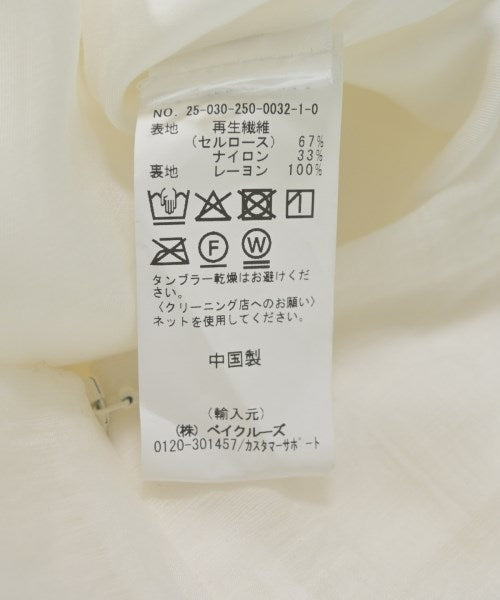 NO. 25-030-250-0032-1-0
表地 再生繊維
(セルロース) 67%
ナイロン 33%
裏地 レーヨン 100%
F W
タンブラー乾燥はお避けくだ
さい。
〈クリーニング店へのお願い〉
ネットを使用してください。
中国製
(輸入元)
(株) ベイクルーズ
0120-301457/カスタマーサポート